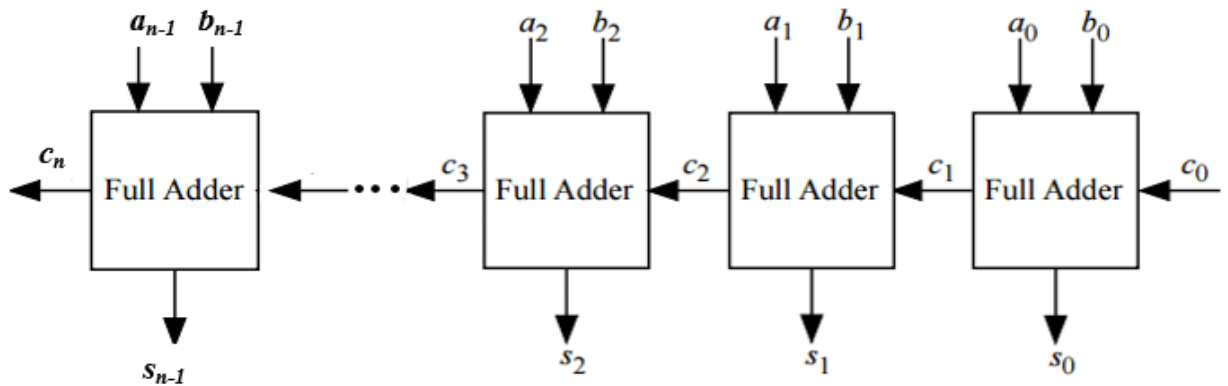 a_{n-1} b_{n-1} a_2 b_2 a_1 b_1 a_0 b_0
c_n Full Adder ••• c_3 Full Adder c_2 Full Adder c_1 Full Adder c_0
s_{n-1} s_2 s_1 s_0